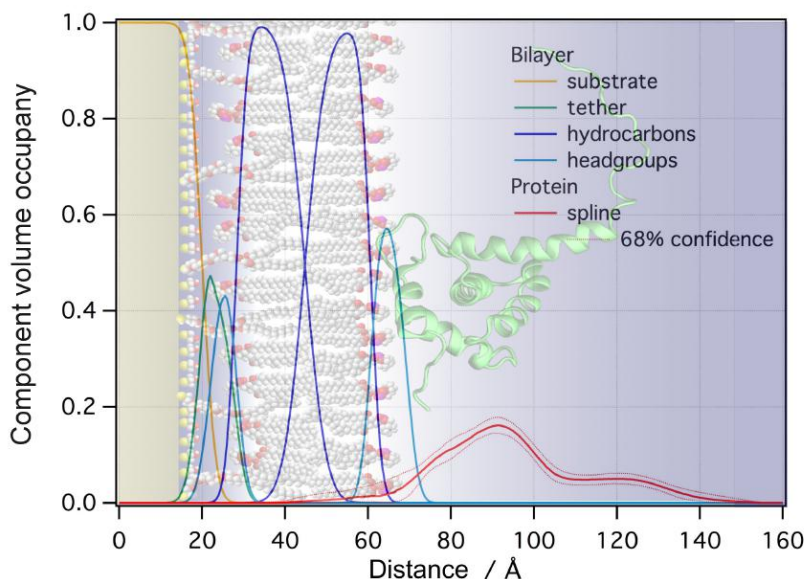 1.0
0.8
0.6
0.4
0.2
0.0
Component volume occupany
Bilayer
substrate
tether
hydrocarbons
headgroups
Protein
spline
68% confidence
0 20 40 60 80 100 120 140 160
Distance / Å